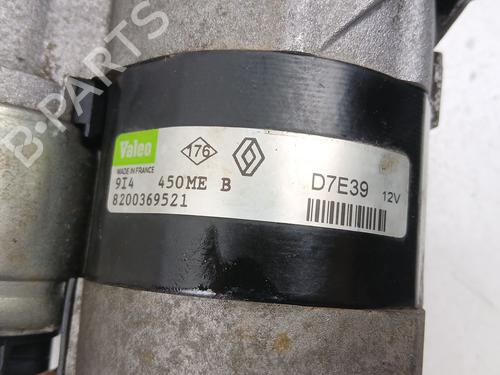 B-PARTS
Valeo
176
MADE IN FRANCE
9I4 450ME B
D7E39
12V
8200369521